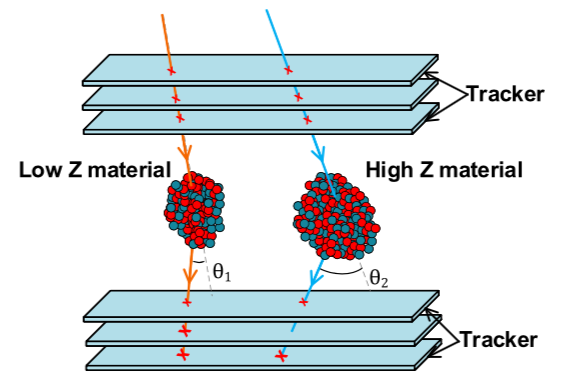 Tracker
Low Z material
High Z material
θ1
θ2
Tracker